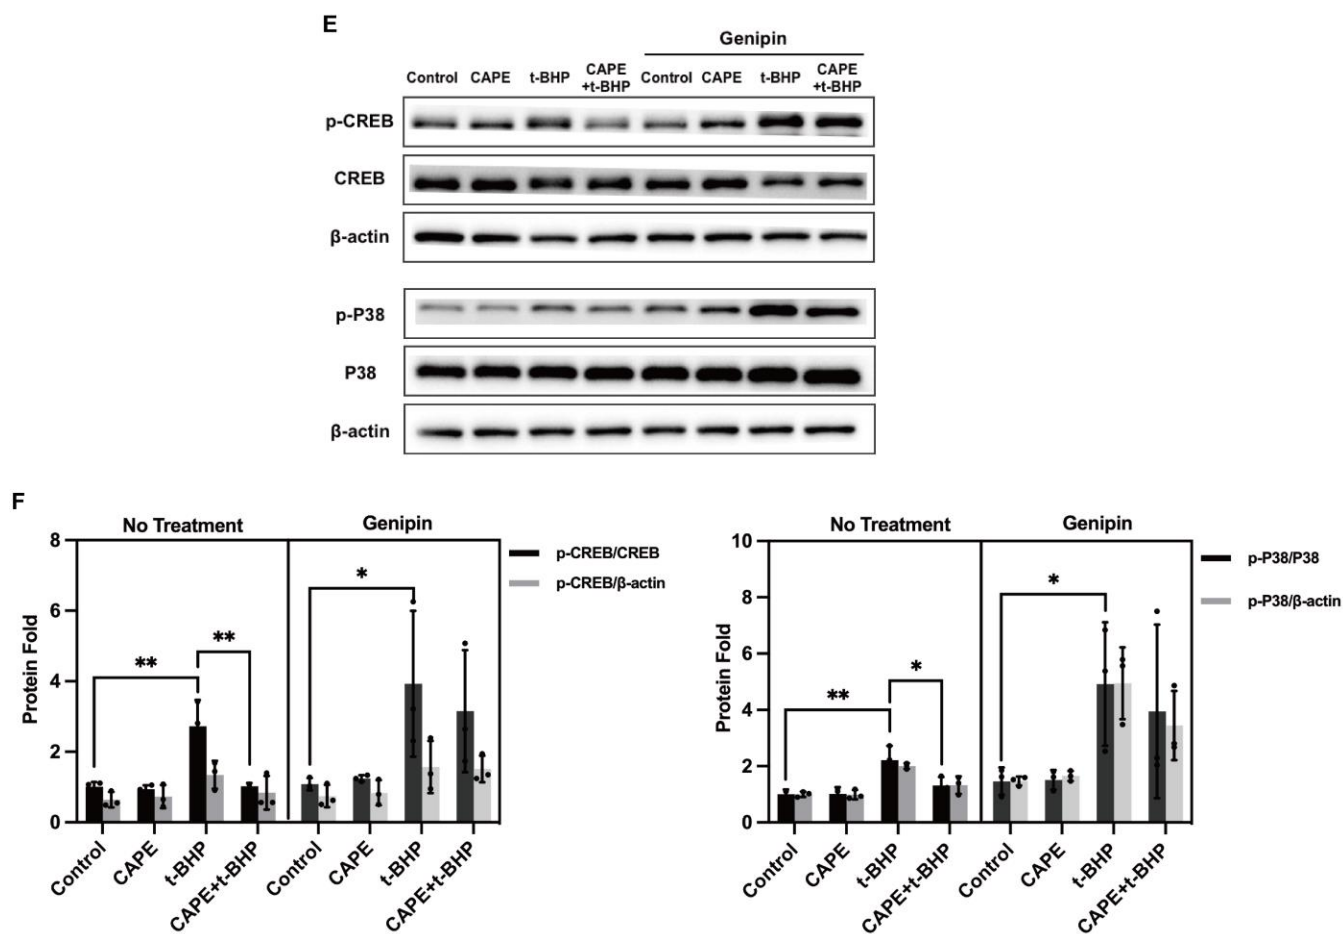 E
Genipin
Control CAPE t-BHP CAPE +t-BHP Control CAPE t-BHP CAPE +t-BHP
p-CREB
CREB
β-actin
p-P38
P38
β-actin
F
No Treatment Genipin
p-CREB/CREB
p-CREB/β-actin
Protein Fold
8
6
4
2
0
** ** *
Control CAPE t-BHP CAPE+t-BHP Control CAPE t-BHP CAPE+t-BHP
No Treatment Genipin
p-P38/P38
p-P38/β-actin
Protein Fold
10
8
6
4
2
0
** * *
Control CAPE t-BHP CAPE+t-BHP Control CAPE t-BHP CAPE+t-BHP